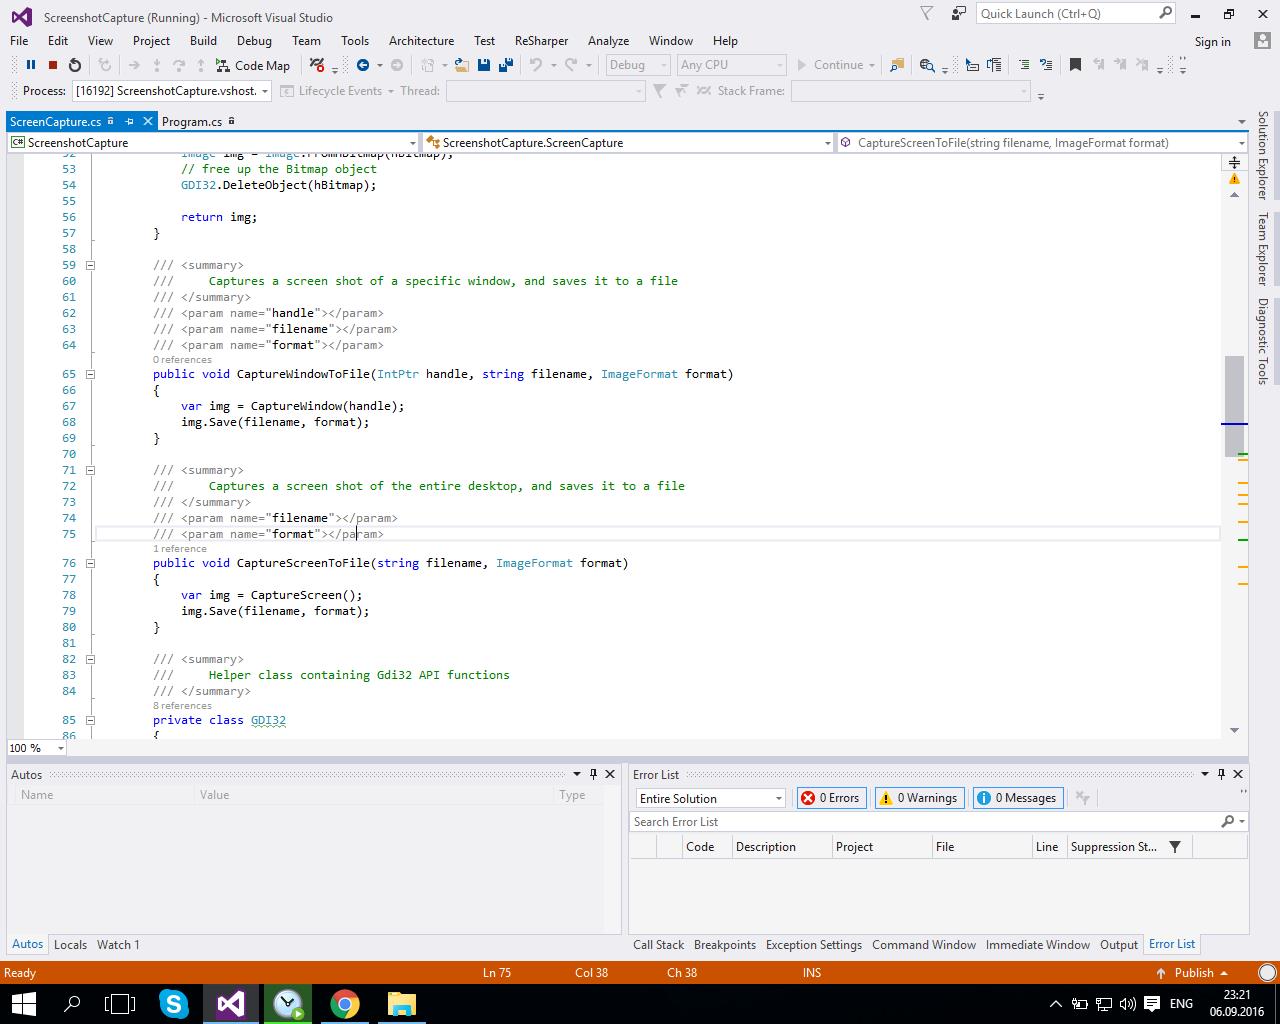 ScreenshotCapture (Running) - Microsoft Visual Studio
Quick Launch (Ctrl+Q)
File Edit View Project Build Debug Team Tools Architecture Test ReSharper Analyze Window Help
Sign in
Code Map Debug Any CPU Continue
Process: [16192] ScreenshotCapture.vshost. Lifecycle Events Thread: Stack Frame:
ScreenCapture.cs Program.cs
ScreenshotCapture ScreenshotCapture.ScreenCapture CaptureScreenToFile(string filename, ImageFormat format)
52 Image img = Image.FromHbitmap(hBitmap);
53 // free up the Bitmap object
54 GDI32.DeleteObject(hBitmap);
55
56 return img;
57 }
58
59 /// <summary>
60 /// Captures a screen shot of a specific window, and saves it to a file
61 /// </summary>
62 /// <param name="handle"></param>
63 /// <param name="filename"></param>
64 /// <param name="format"></param>
0 references
65 public void CaptureWindowToFile(IntPtr handle, string filename, ImageFormat format)
66 {
67 var img = CaptureWindow(handle);
68 img.Save(filename, format);
69 }
70
71 /// <summary>
72 /// Captures a screen shot of the entire desktop, and saves it to a file
73 /// </summary>
74 /// <param name="filename"></param>
75 /// <param name="format"></param>
1 reference
76 public void CaptureScreenToFile(string filename, ImageFormat format)
77 {
78 var img = CaptureScreen();
79 img.Save(filename, format);
80 }
81
82 /// <summary>
83 /// Helper class containing Gdi32 API functions
84 /// </summary>
8 references
85 private class GDI32
86 {
100 %
Solution Explorer
Team Explorer
Diagnostic Tools
Autos
Name Value Type
Autos Locals Watch 1
Error List
Entire Solution 0 Errors 0 Warnings 0 Messages
Search Error List
Code Description Project File Line Suppression St...
Call Stack Breakpoints Exception Settings Command Window Immediate Window Output Error List
Ready Ln 75 Col 38 Ch 38 INS Publish
ENG
23:21
06.09.2016